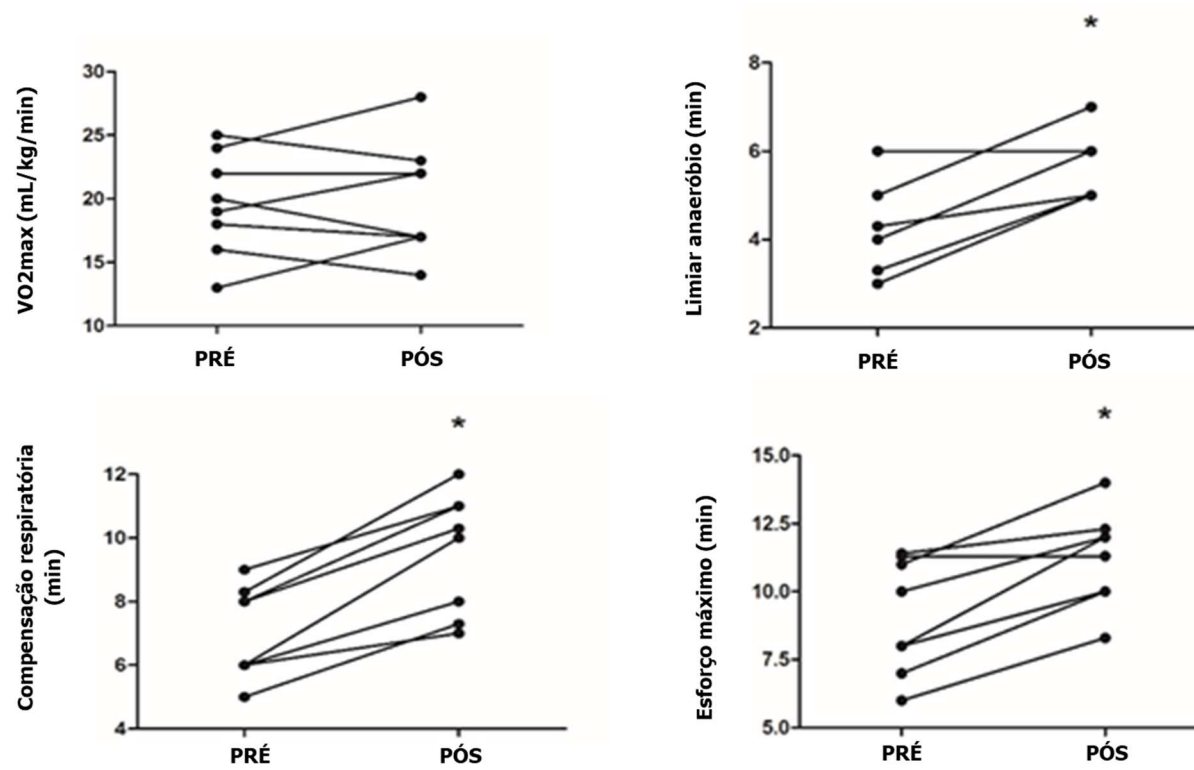 VO2max (mL/kg/min)
30
25
20
15
10
PRÉ
PÓS
*
Limiar anaeróbio (min)
8
6
4
2
PRÉ
PÓS
*
Compensação respiratória
(min)
12
10
8
6
4
PRÉ
PÓS
*
Esforço máximo (min)
15.0
12.5
10.0
7.5
5.0
PRÉ
PÓS